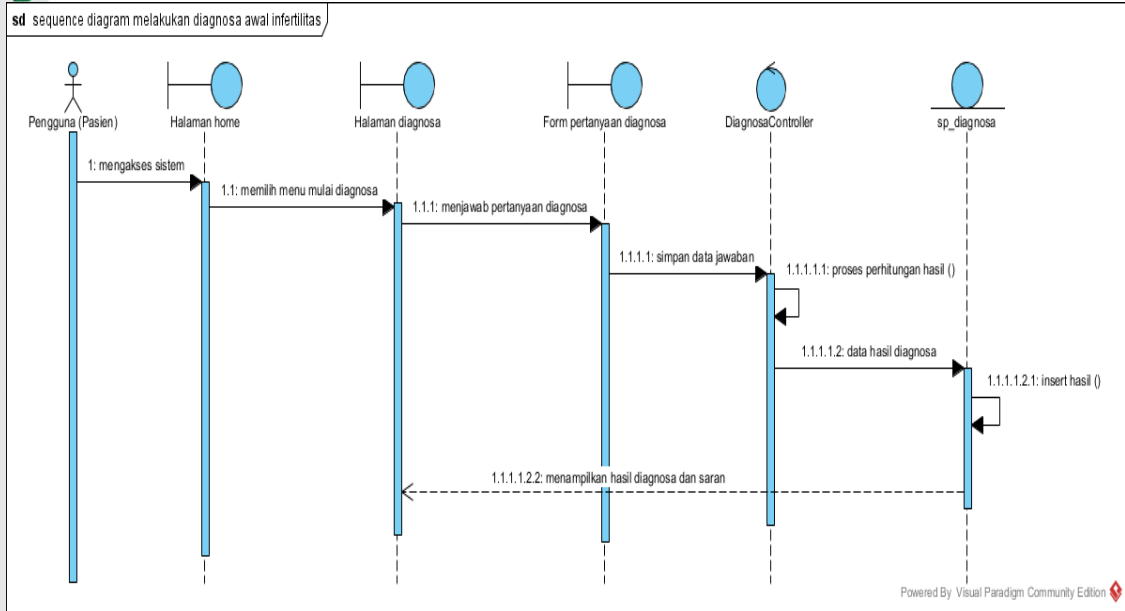 sd sequence diagram melakukan diagnosa awal infertilitas
Pengguna (Pasien)
Halaman home
Halaman diagnosa
Form pertanyaan diagnosa
DiagnosaController
sp_diagnosa
1: mengakses sistem
1.1: memilih menu mulai diagnosa
1.1.1: menjawab pertanyaan diagnosa
1.1.1.1: simpan data jawaban
1.1.1.1.1: proses perhitungan hasil ()
1.1.1.1.2: data hasil diagnosa
1.1.1.1.2.1: insert hasil ()
1.1.1.1.2.2: menampilkan hasil diagnosa dan saran
Powered By Visual Paradigm Community Edition